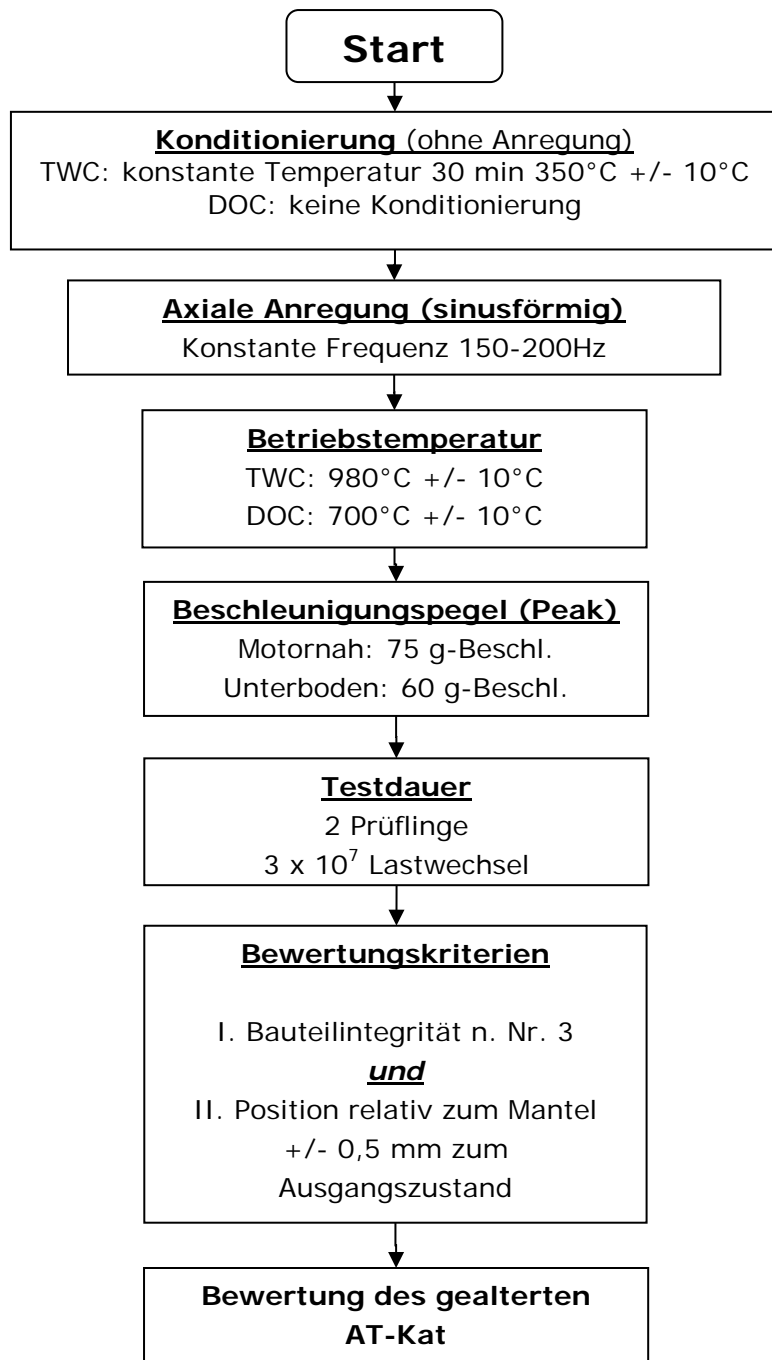 Start
Konditionierung (ohne Anregung)
TWC: konstante Temperatur 30 min 350°C +/- 10°C
DOC: keine Konditionierung
Axiale Anregung (sinusförmig)
Konstante Frequenz 150-200Hz
Betriebstemperatur
TWC: 980°C +/- 10°C
DOC: 700°C +/- 10°C
Beschleunigungspegel (Peak)
Motornah: 75 g-Beschl.
Unterboden: 60 g-Beschl.
Testdauer
2 Prüflinge
3 x 10⁷ Lastwechsel
Bewertungskriterien
I. Bauteilintegrität n. Nr. 3
und
II. Position relativ zum Mantel
+/- 0,5 mm zum
Ausgangszustand
Bewertung des gealterten
AT-Kat